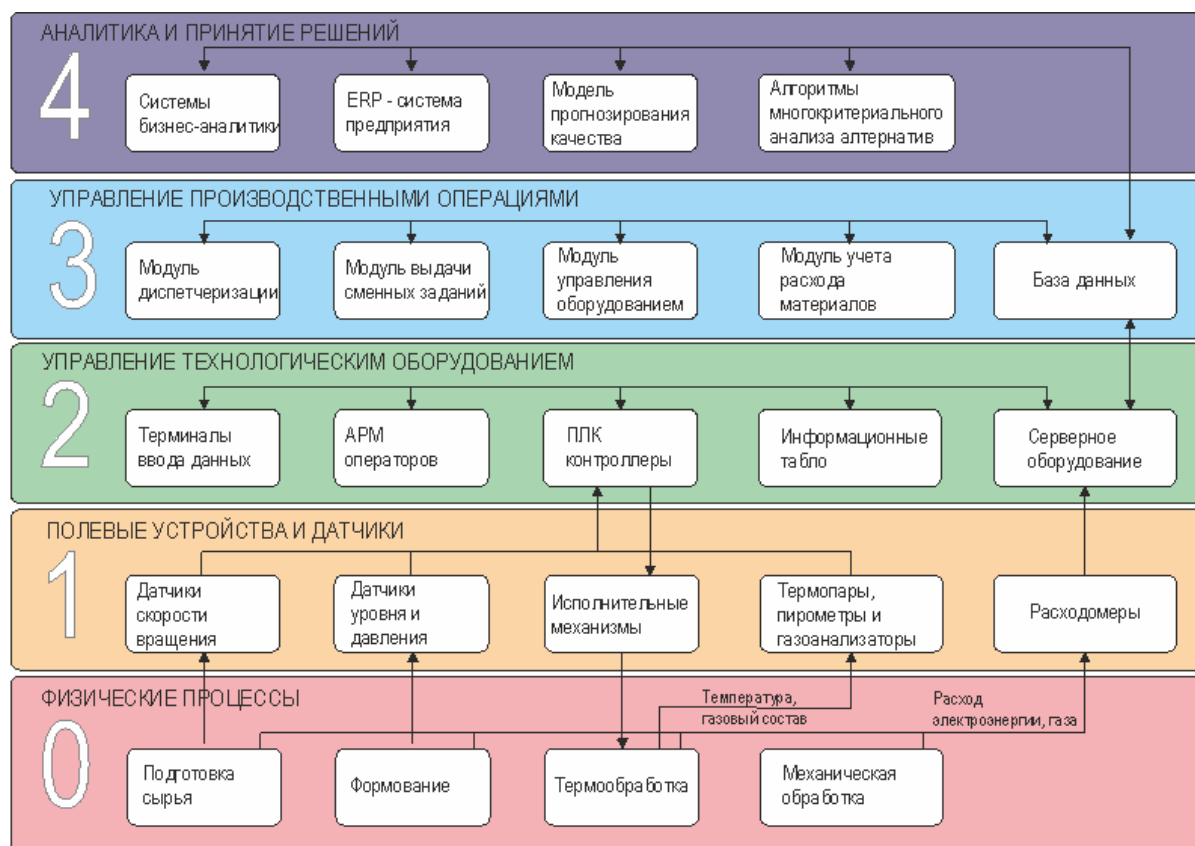 АНАЛИТИКА И ПРИНЯТИЕ РЕШЕНИЙ
4
Системы
бизнес-аналитики
ERP - система
предприятия
Модель
прогнозирования
качества
Алгоритмы
многокритериального
анализа алтернатив
УПРАВЛЕНИЕ ПРОИЗВОДСТВЕННЫМИ ОПЕРАЦИЯМИ
3
Модуль
диспетчеризации
Модуль выдачи
сменных заданий
Модуль
управления
оборудованием
Модуль учета
расхода
материалов
База данных
УПРАВЛЕНИЕ ТЕХНОЛОГИЧЕСКИМ ОБОРУДОВАНИЕМ
2
Терминалы
ввода данных
АРМ
операторов
ПЛК
контроллеры
Информационные
табло
Серверное
оборудование
ПОЛЕВЫЕ УСТРОЙСТВА И ДАТЧИКИ
1
Датчики
скорости
вращения
Датчики
уровня и
давления
Исполнительные
механизмы
Термопары,
пирометры и
газоанализаторы
Расходомеры
ФИЗИЧЕСКИЕ ПРОЦЕССЫ
0
Температура,
газовый состав
Расход
электроэнергии, газа
Подготовка
сырья
Формование
Термообработка
Механическая
обработка